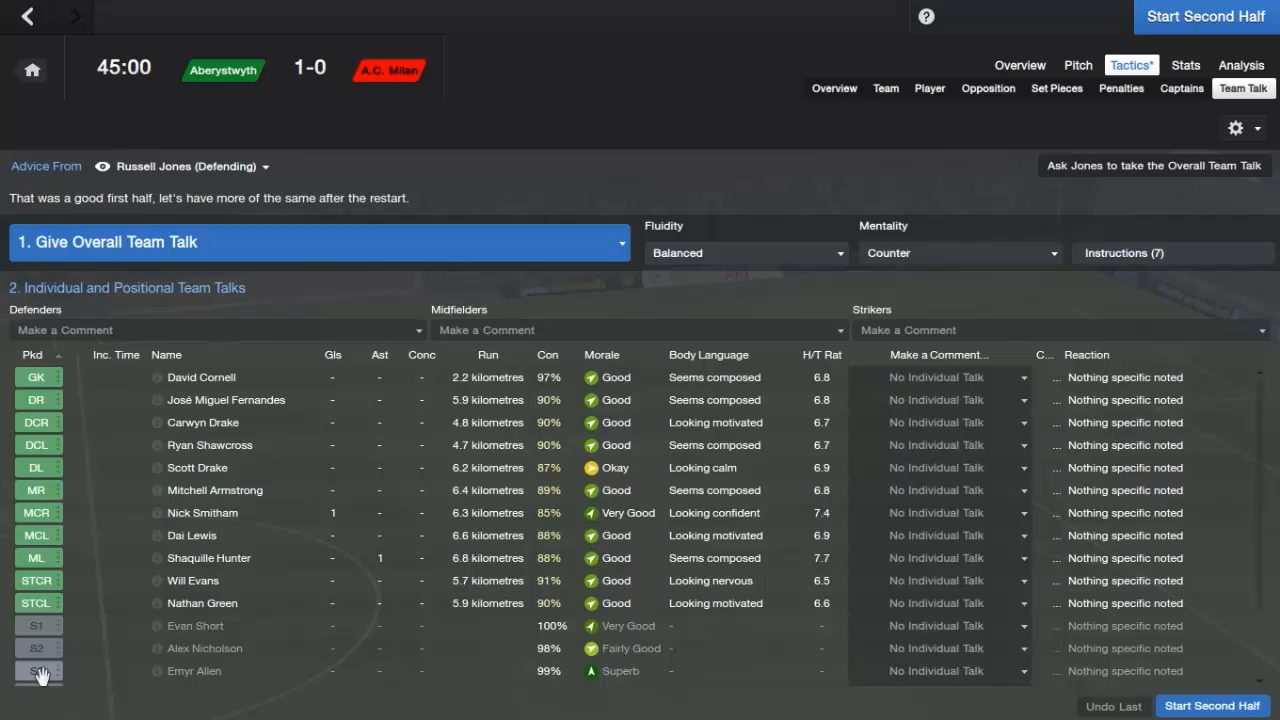 Start Second Half
45:00 Aberystwyth 1-0 A.C. Milan
Overview Pitch Tactics* Stats Analysis
Overview Team Player Opposition Set Pieces Penalties Captains Team Talk
Advice From Russell Jones (Defending) Ask Jones to take the Overall Team Talk
That was a good first half, let's have more of the same after the restart.
Fluidity Mentality
1. Give Overall Team Talk Balanced Counter Instructions (7)
2. Individual and Positional Team Talks
Defenders Midfielders Strikers
Make a Comment Make a Comment Make a Comment
Pkd Inc. Time Name Gls Ast Conc Run Con Morale Body Language H/T Rat Make a Comment... C... Reaction
GK David Cornell - - - 2.2 kilometres 97% Good Seems composed 6.8 No Individual Talk ... Nothing specific noted
DR José Miguel Fernandes - - - 5.9 kilometres 90% Good Seems composed 6.8 No Individual Talk ... Nothing specific noted
DCR Carwyn Drake - - - 4.8 kilometres 90% Good Looking motivated 6.7 No Individual Talk ... Nothing specific noted
DCL Ryan Shawcross - - - 4.7 kilometres 90% Good Seems composed 6.7 No Individual Talk ... Nothing specific noted
DL Scott Drake - - - 6.2 kilometres 87% Okay Looking calm 6.9 No Individual Talk ... Nothing specific noted
MR Mitchell Armstrong - - - 6.4 kilometres 89% Good Seems composed 6.8 No Individual Talk ... Nothing specific noted
MCR Nick Smitham 1 - - 6.3 kilometres 85% Very Good Looking confident 7.4 No Individual Talk ... Nothing specific noted
MCL Dai Lewis - - - 6.6 kilometres 88% Good Looking motivated 6.9 No Individual Talk ... Nothing specific noted
ML Shaquille Hunter - 1 - 6.8 kilometres 88% Good Seems composed 7.7 No Individual Talk ... Nothing specific noted
STCR Will Evans - - - 5.7 kilometres 91% Good Looking nervous 6.5 No Individual Talk ... Nothing specific noted
STCL Nathan Green - - - 5.9 kilometres 90% Good Looking motivated 6.6 No Individual Talk ... Nothing specific noted
S1 Evan Short 100% Very Good - - No Individual Talk ... Nothing specific noted
S2 Alex Nicholson 98% Fairly Good - - No Individual Talk ... Nothing specific noted
Emyr Allen 99% Superb - - No Individual Talk ... Nothing specific noted
Undo Last Start Second Half